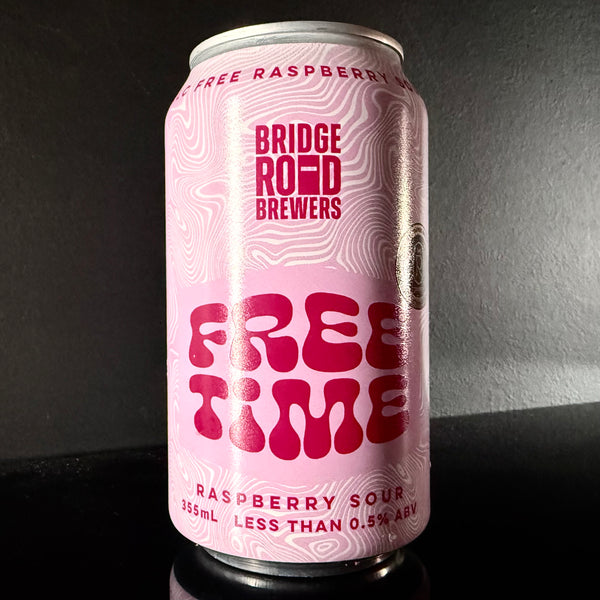 FREE RASPBERRY
BRIDGE
ROAD
BREWERS
FREE
TIME
RASPBERRY SOUR
355mL LESS THAN 0.5% ABV